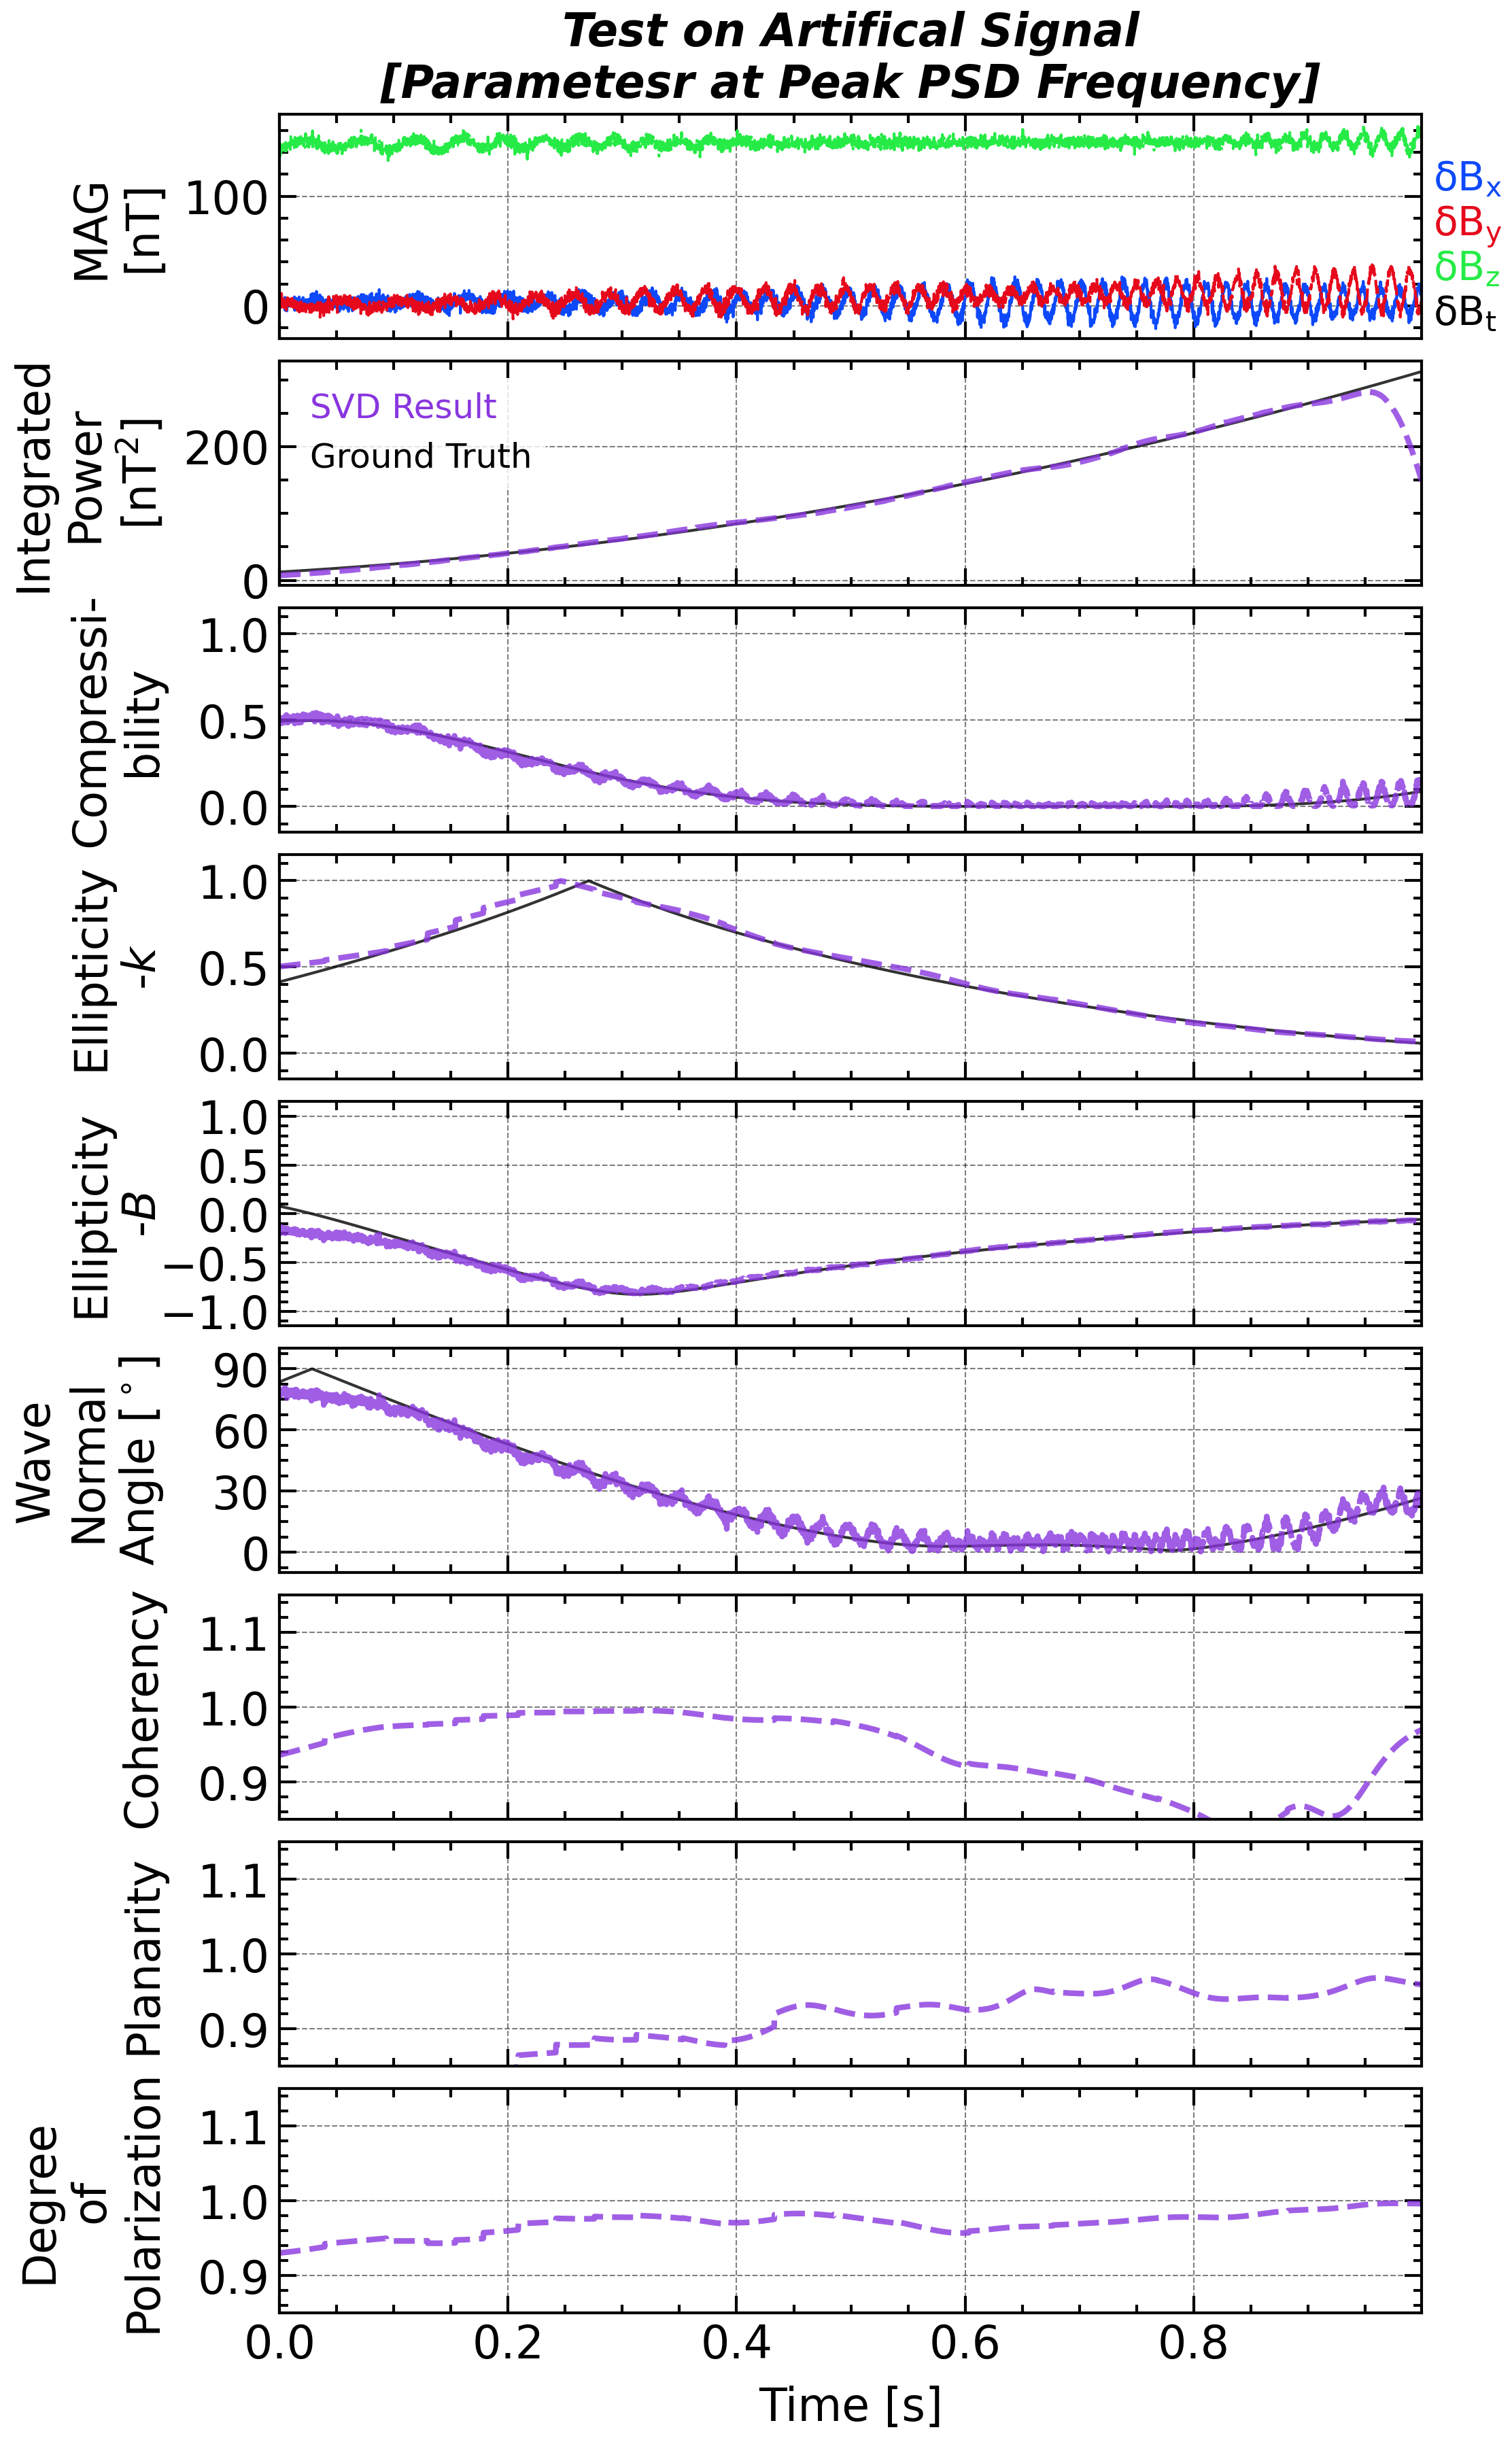 Test on Artifical Signal
[Parametesr at Peak PSD Frequency]
MAG
[nT]
100
0
δBx
δBy
δBz
δBt
Integrated
Power
[nT²]
200
0
SVD Result
Ground Truth
Compressi-
bility
1.0
0.5
0.0
Ellipticity
-k
1.0
0.5
0.0
Ellipticity
-B
1.0
0.5
0.0
−0.5
−1.0
Wave
Normal
Angle [°]
90
60
30
0
Coherency
1.1
1.0
0.9
Planarity
1.1
1.0
0.9
Degree
of
Polarization
1.1
1.0
0.9
0.0 0.2 0.4 0.6 0.8
Time [s]